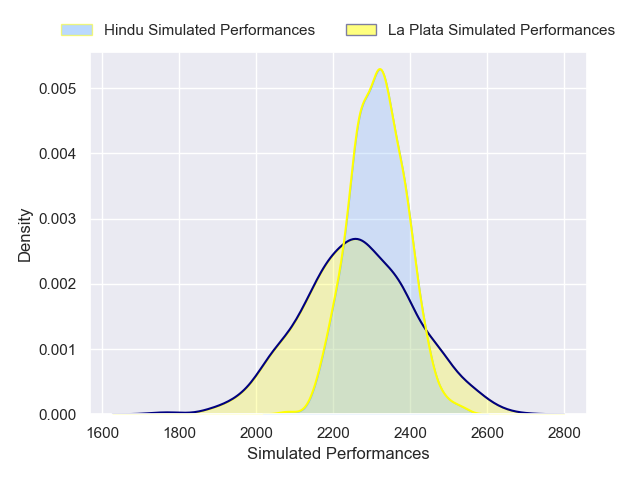 Hindu Simulated Performances La Plata Simulated Performances
0.005
0.004
0.003
0.002
0.001
0.000
Density
1600 1800 2000 2200 2400 2600 2800
Simulated Performances